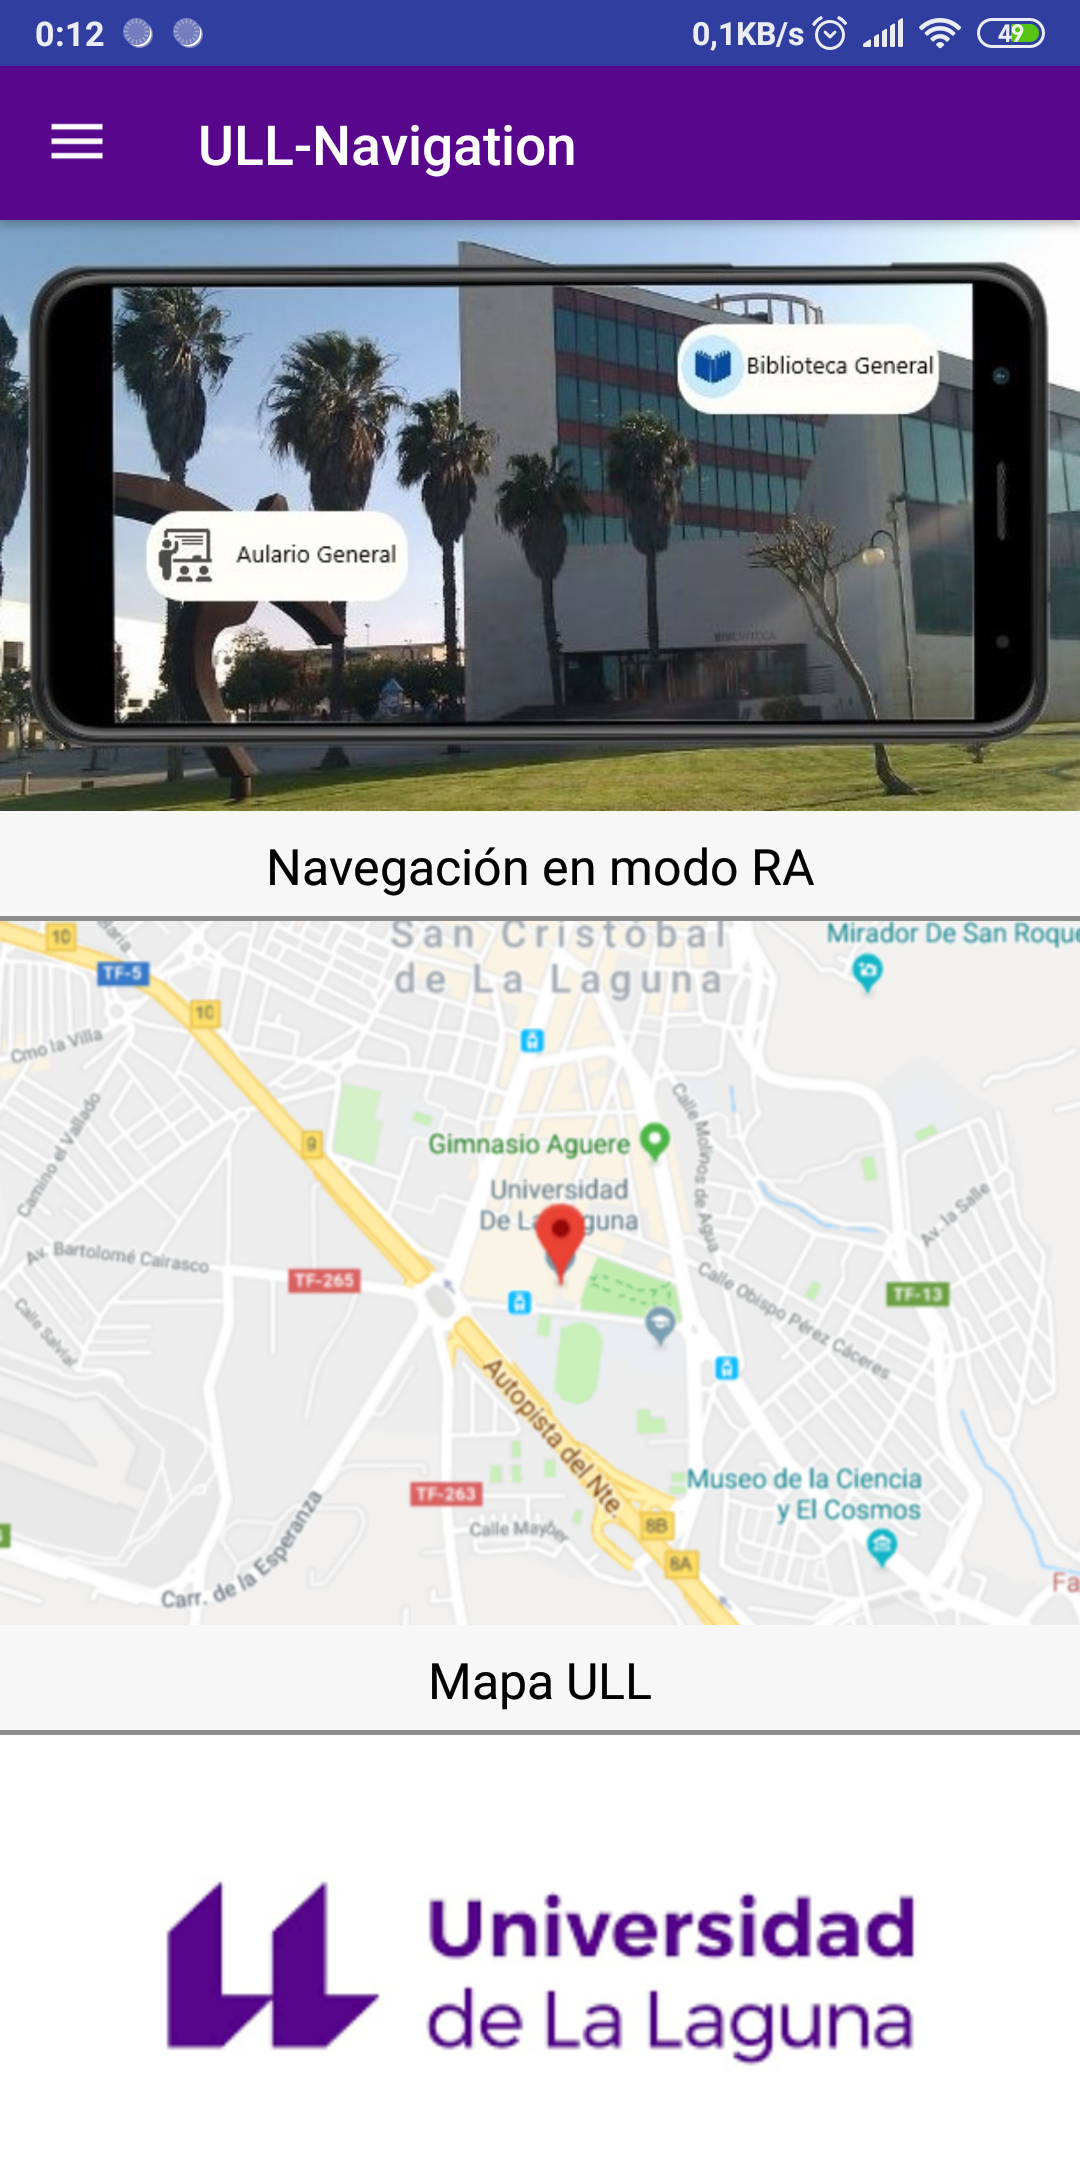 0:12
0,1KB/s
49
ULL-Navigation
Biblioteca General
Aulario General
BIBLIOTECA
Navegación en modo RA
San Cristóbal
de La Laguna
Mirador De San Roque
10
TF-5
10
Cmo la Villa
Camino el Vallado
9
Gimnasio Aguere
Calle Molinos de Agua
Universidad
De La Laguna
Av. la Salle
Av. Bartolomé Cairasco
TF-265
TF-13
Calle Obispo Pérez Cáceres
Calle Salvial
Autopista del Nte.
Museo de la Ciencia
y El Cosmos
TF-263
Calle Mayber
8B
8A
Carr. de la Esperanza
Fa
Mapa ULL
Universidad
de La Laguna